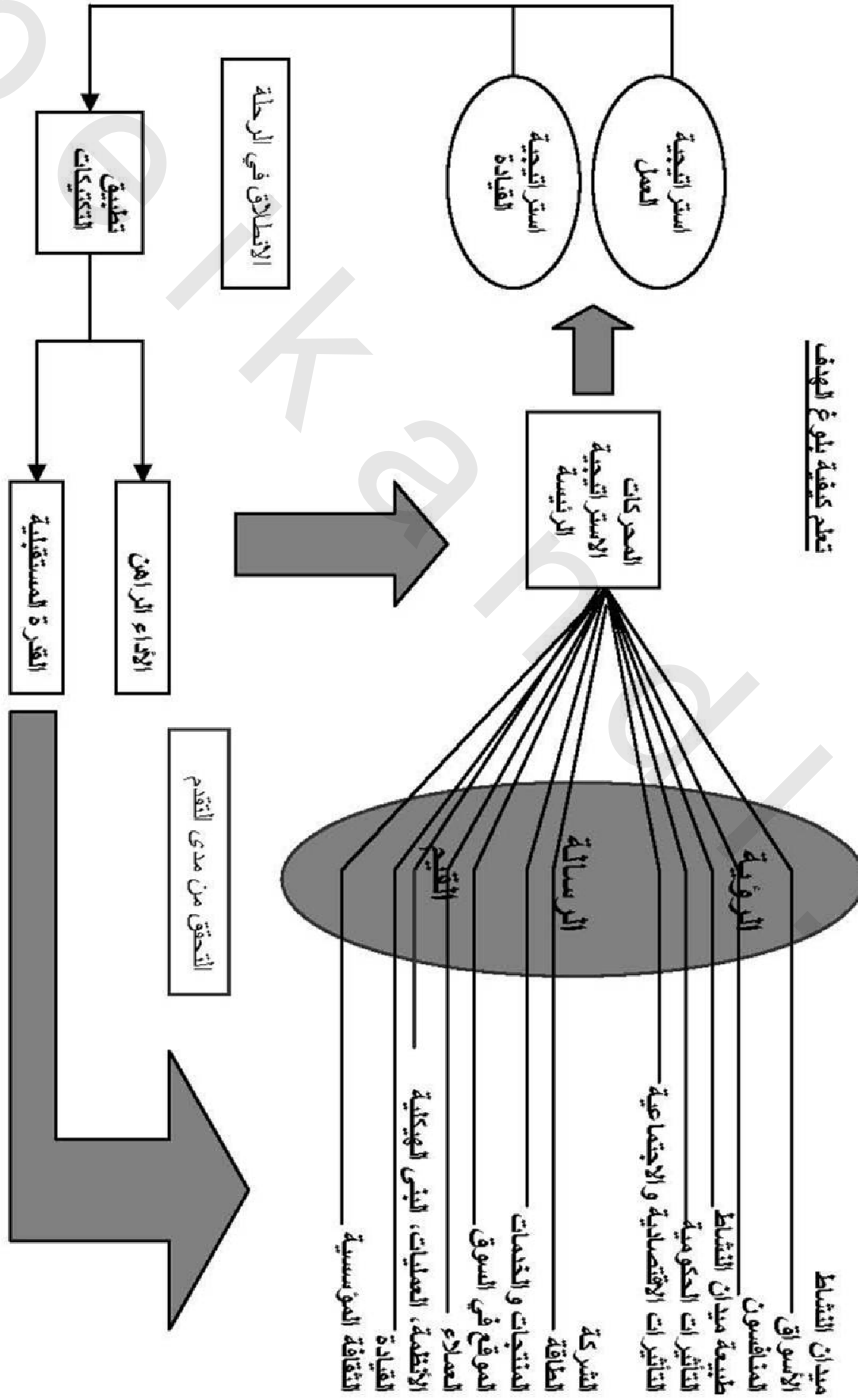 تعلم كيفية بلوغ الهدف
ميدان النشاط
الأسواق
المنافسون
طبيعة ميدان النشاط
التأثيرات الحكومية
التأثيرات الاقتصادية والاجتماعية
الشركة
الطاقة
المنتجات والخدمات
الموقع في السوق
العملاء
الأنظمة، العمليات، البنى الهيكلية
القيادة
الثقافة المؤسسية
الرؤية
الرسالة
القيم
المحركات
الاستراتيجية
الرئيسة
استراتيجية
العمل
استراتيجية
القيادة
الانطلاق في الرحلة
تطبيق
التكتيكات
الأداء الراهن
القدرة المستقبلية
التحقق من مدى التقدم